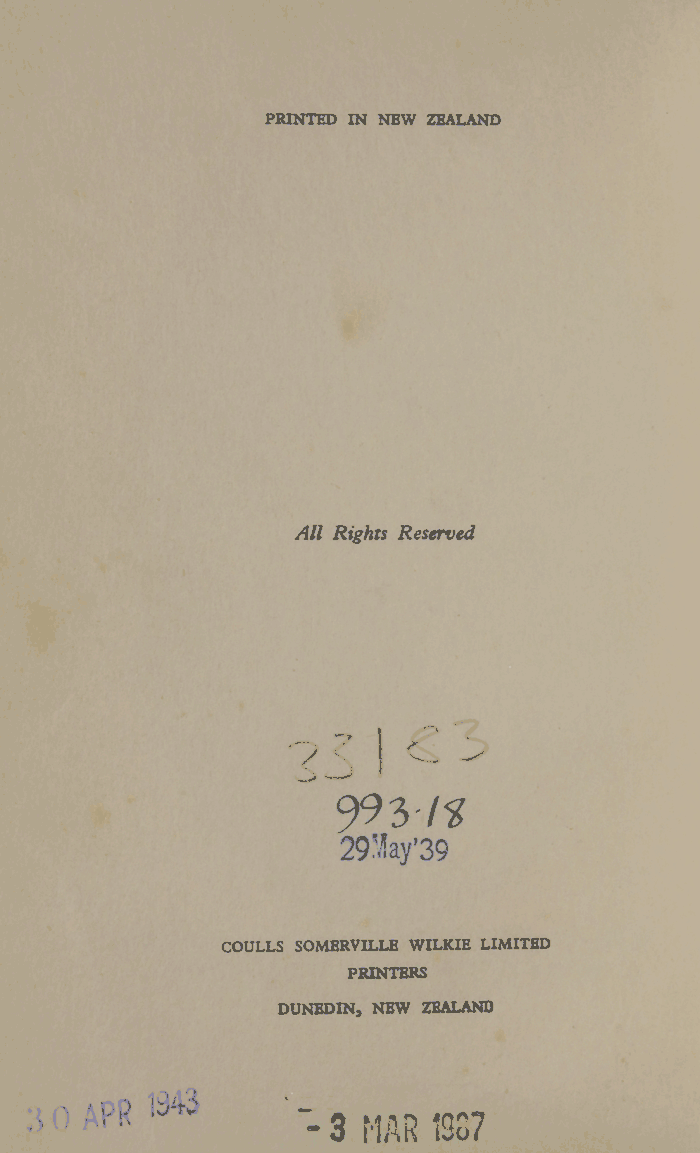 PRINTED IN NEW ZEALAND
All Rights Reserved
33183
993.18
29 May '39
COULLS SOMERVILLE WILKIE LIMITED
PRINTERS
DUNEDIN, NEW ZEALAND
30 APR 1943
-3 MAR 1967